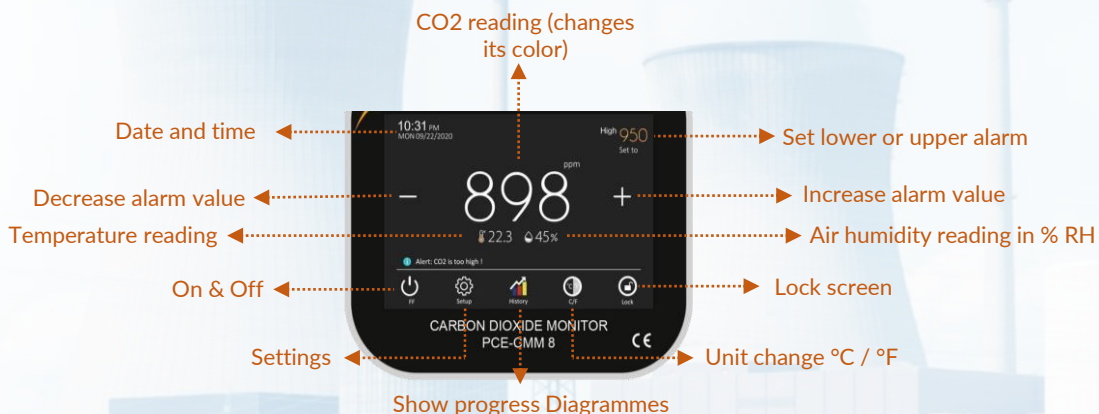 CO2 reading (changes
its color)
Date and time
10:31 PM
MON 09/22/2020
High 950
Set to
Set lower or upper alarm
ppm
Decrease alarm value
− 898 +
Increase alarm value
Temperature reading
22.3 45%
Air humidity reading in % RH
Alert: CO2 is too high !
On & Off
FF
Setup
History
°C
C/F
Lock
Lock screen
CARBON DIOXIDE MONITOR
PCE-CMM 8
CE
Settings
Unit change °C / °F
Show progress Diagrammes